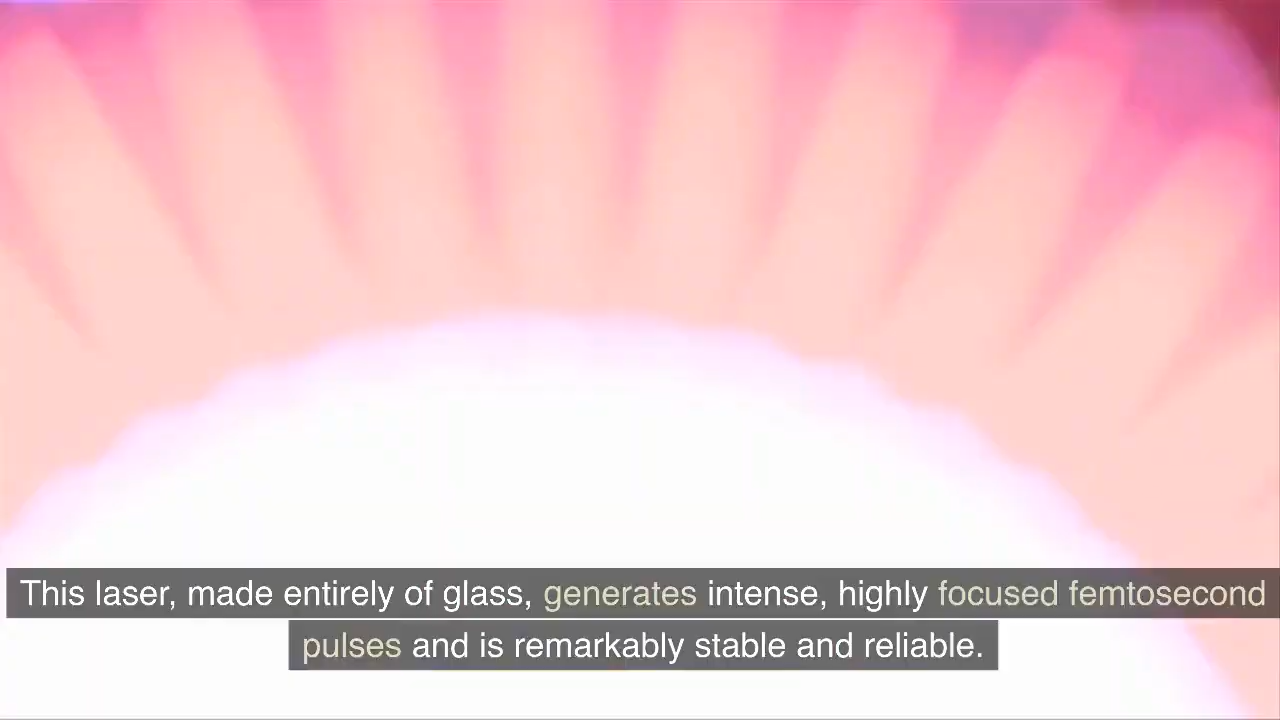 This laser, made entirely of glass, generates intense, highly focused femtosecond
pulses and is remarkably stable and reliable.